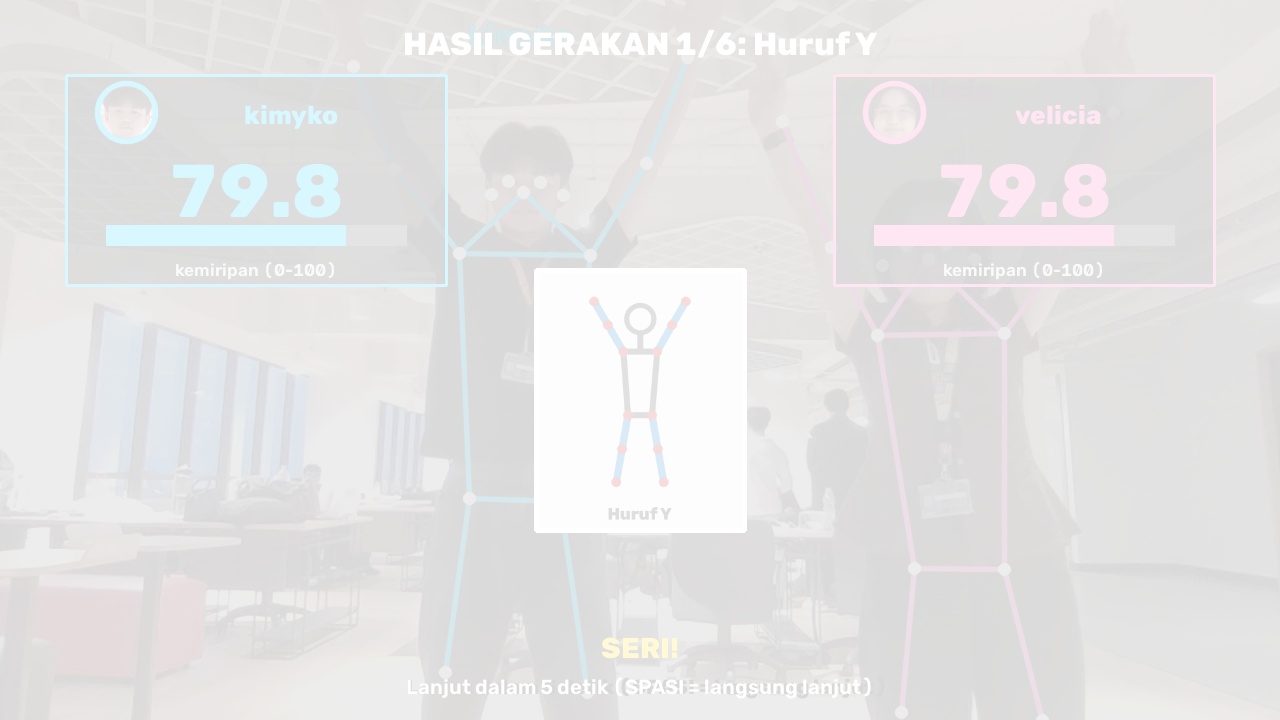 HASIL GERAKAN 1/6: Huruf Y
kimyko
79.8
kemiripan (0-100)
velicia
79.8
kemiripan (0-100)
Huruf Y
SERI!
Lanjut dalam 5 detik (SPASI = langsung lanjut)